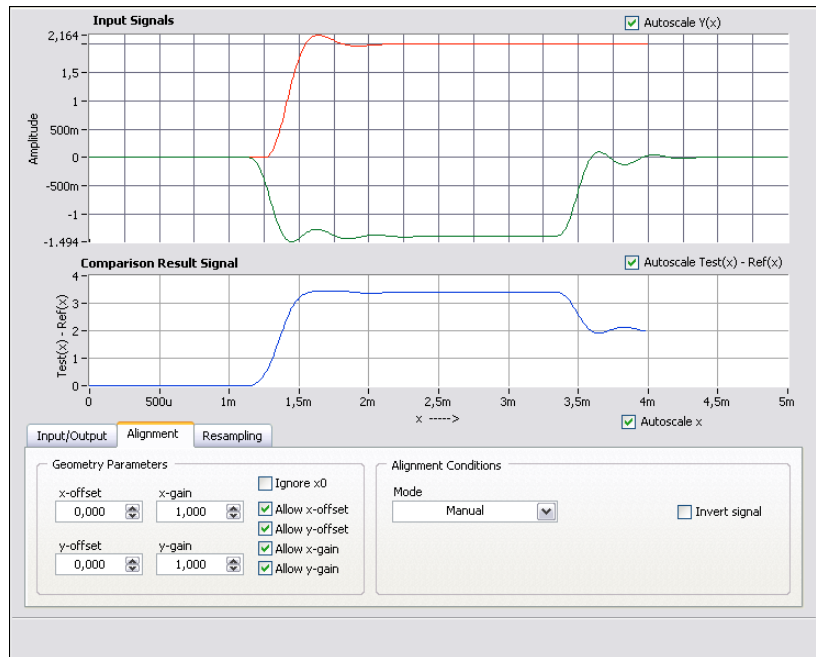 Input Signals
Autoscale Y(x)
2,164
1,5
1
500m
0
-500m
-1
-1.494
Amplitude
Comparison Result Signal
Autoscale Test(x) - Ref(x)
4
3
2
1
0
Test(x) - Ref(x)
0 500u 1m 1,5m 2m 2,5m 3m 3,5m 4m 4,5m 5m
x ----->
Autoscale x
Input/Output Alignment Resampling
Geometry Parameters
x-offset x-gain
0,000 1,000
y-offset y-gain
0,000 1,000
Ignore x0
Allow x-offset
Allow y-offset
Allow x-gain
Allow y-gain
Alignment Conditions
Mode
Manual
Invert signal